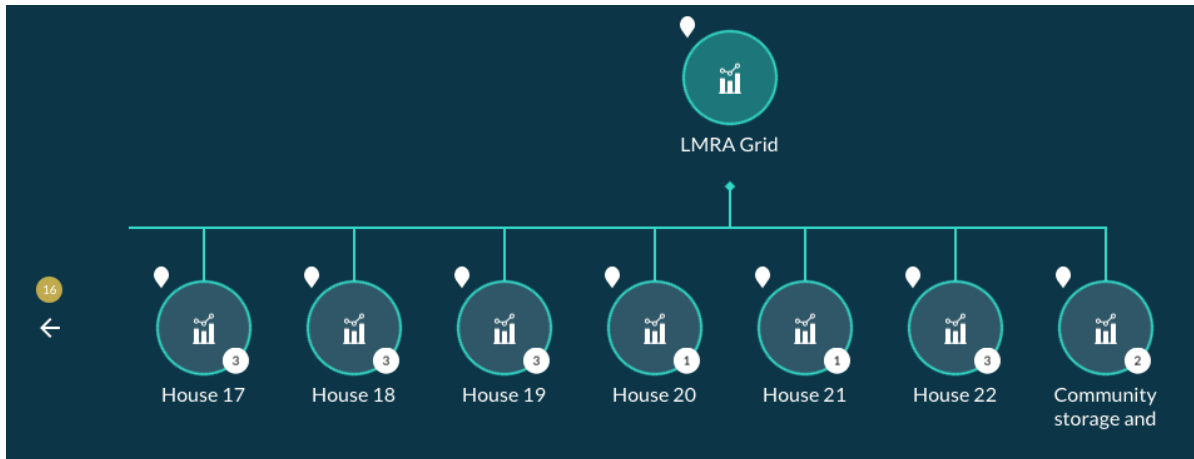 LMRA Grid
16
3
3
3
1
1
3
2
House 17
House 18
House 19
House 20
House 21
House 22
Community
storage and